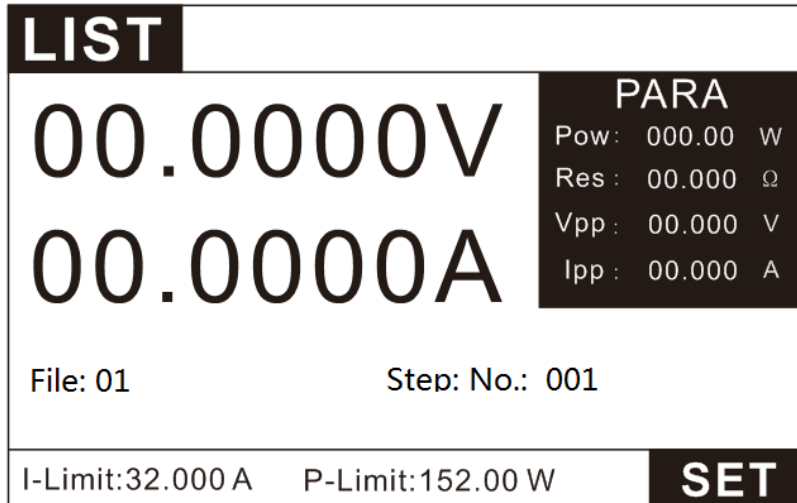 LIST
00.0000V
00.0000A
PARA
Pow: 000.00 W
Res: 00.000 Ω
Vpp: 00.000 V
Ipp: 00.000 A
File: 01 Step: No.: 001
I-Limit:32.000 A P-Limit:152.00 W SET